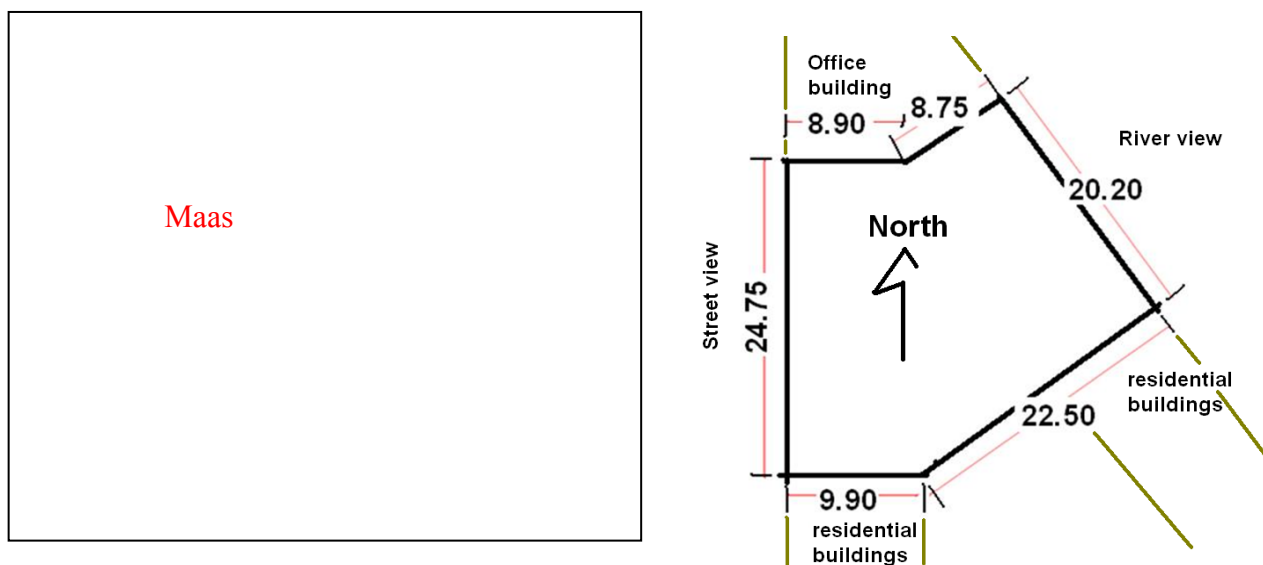 Maas
Office
building
8.90
8.75
River view
20.20
North
Street view
24.75
residential
buildings
22.50
9.90
residential
buildings